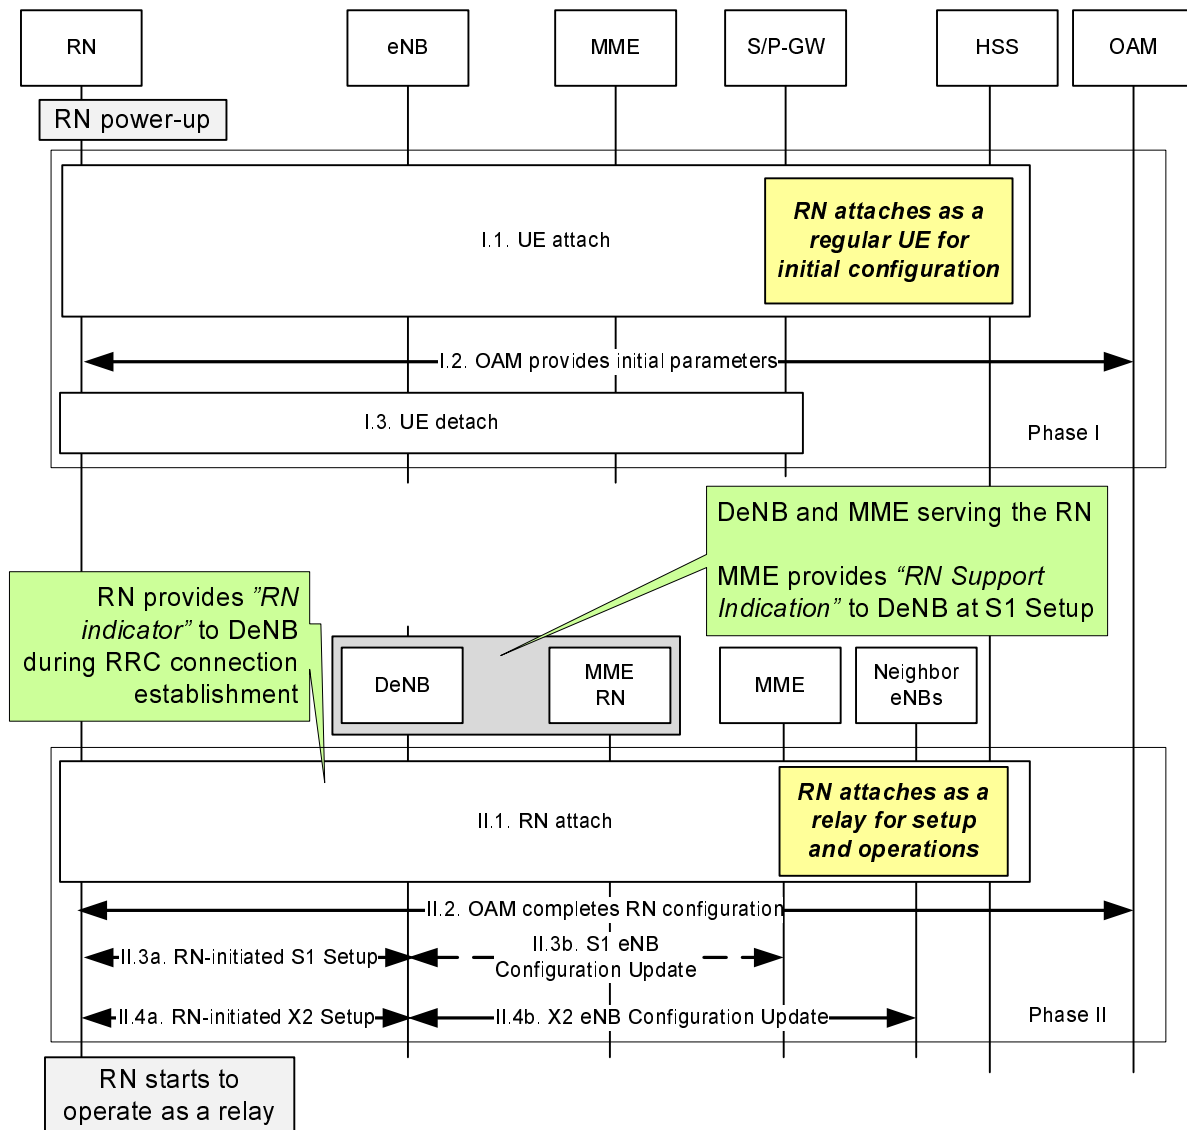 RN
eNB
MME
S/P-GW
HSS
OAM
RN power-up
I.1. UE attach
RN attaches as a
regular UE for
initial configuration
I.2. OAM provides initial parameters
I.3. UE detach
Phase I
DeNB and MME serving the RN
MME provides “RN Support
Indication” to DeNB at S1 Setup
RN provides ”RN
indicator” to DeNB
during RRC connection
establishment
DeNB
MME
RN
MME
Neighbor
eNBs
II.1. RN attach
RN attaches as a
relay for setup
and operations
II.2. OAM completes RN configuration
II.3a. RN-initiated S1 Setup
II.3b. S1 eNB
Configuration Update
II.4a. RN-initiated X2 Setup
II.4b. X2 eNB Configuration Update
Phase II
RN starts to
operate as a relay